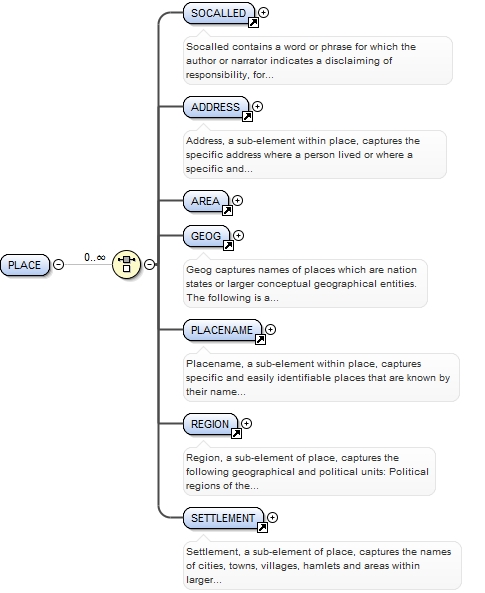 SOCALLED
Socalled contains a word or phrase for which the
author or narrator indicates a disclaiming of
responsibility, for...
ADDRESS
Address, a sub-element within place, captures the
specific address where a person lived or where a
specific and...
AREA
GEOG
PLACE
0..∞
Geog captures names of places which are nation
states or larger conceptual geographical entities.
The following is a...
PLACENAME
Placename, a sub-element within place, captures
specific and easily identifiable places that are known by
their name...
REGION
Region, a sub-element of place, captures the
following geographical and political units: Political
regions of the...
SETTLEMENT
Settlement, a sub-element of place, captures the names
of cities, towns, villages, hamlets and areas within
larger...